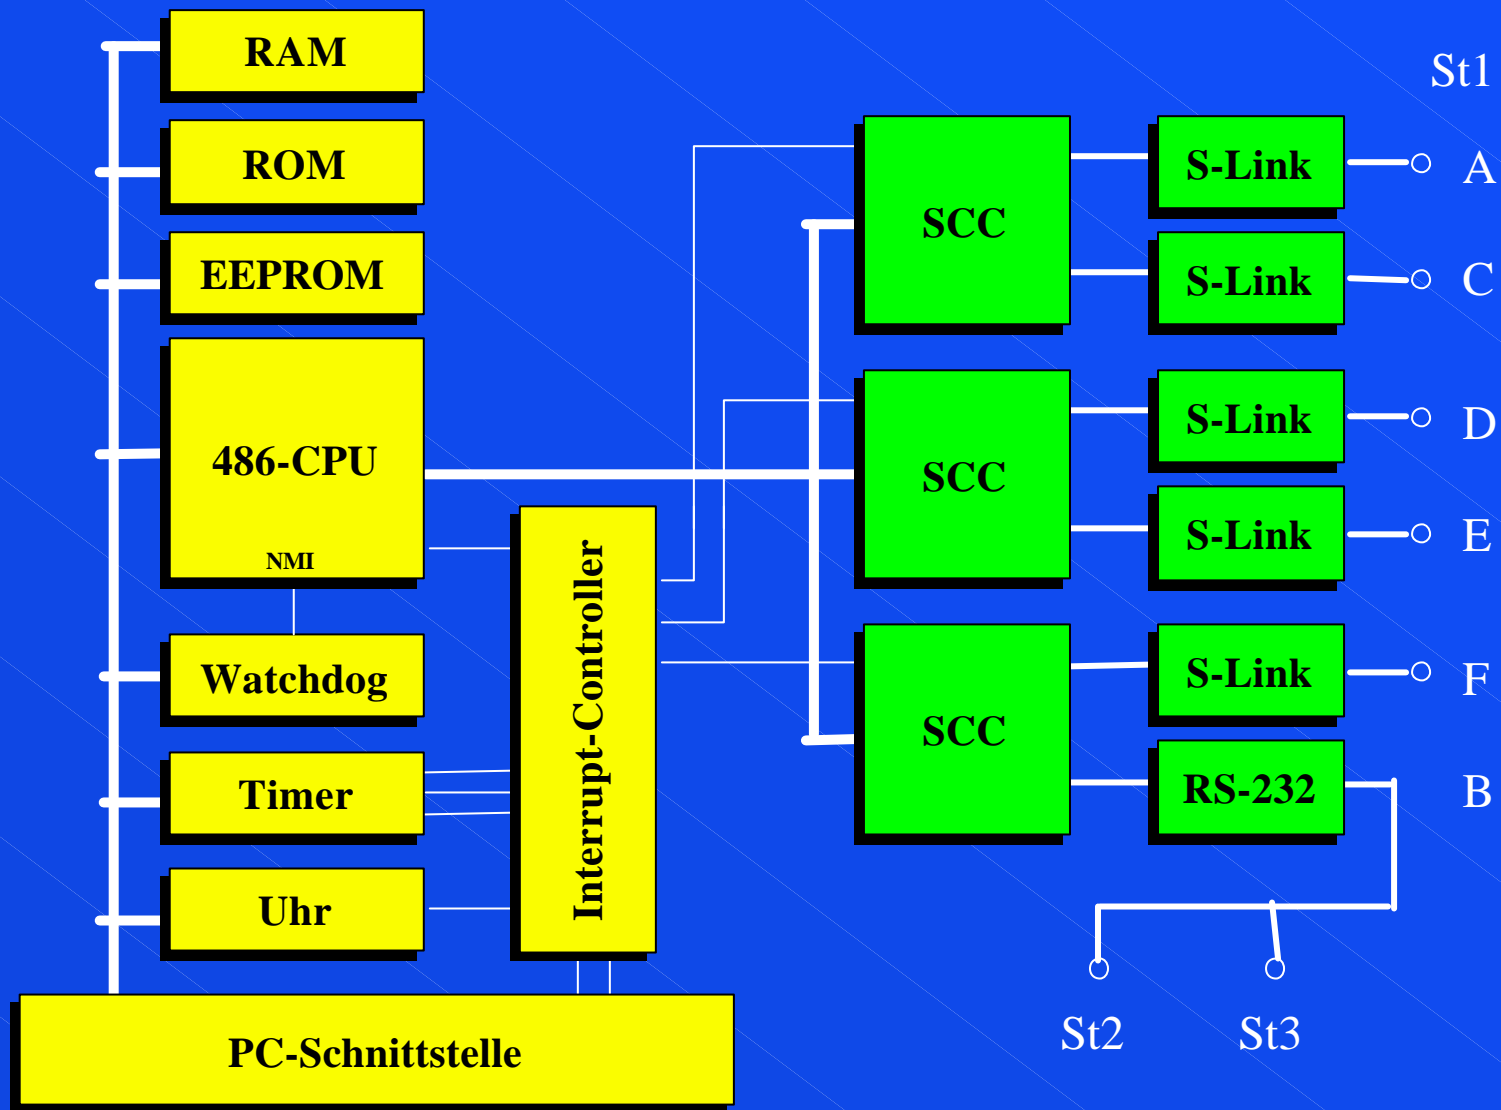 RAM
ROM
EEPROM
486-CPU
NMI
Watchdog
Timer
Uhr
PC-Schnittstelle
Interrupt-Controller
SCC
SCC
SCC
St1
S-Link A
S-Link C
S-Link D
S-Link E
S-Link F
RS-232 B
St2 St3